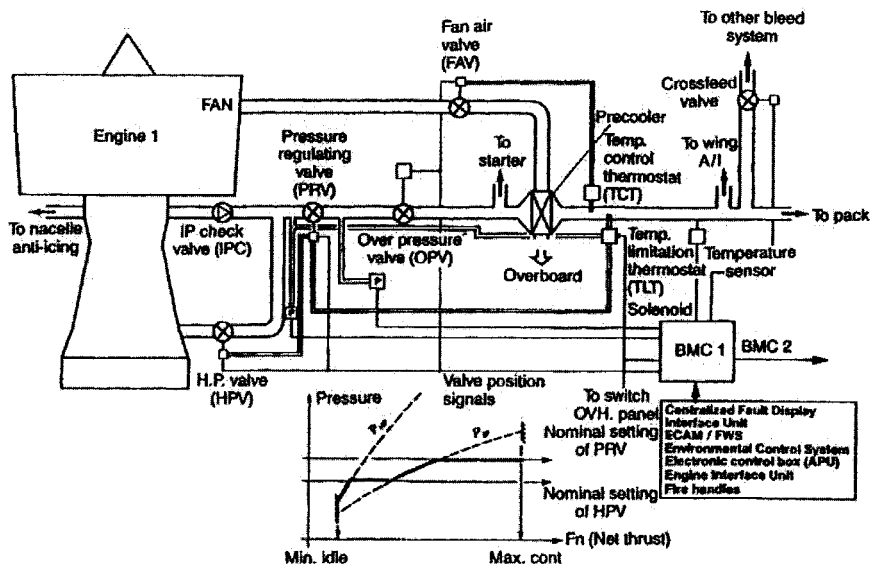 Fan air
valve
(FAV)
To other bleed
system
Crossfeed
valve
FAN
Engine 1
Pressure
regulating
valve
(PRV)
To
starter
Precooler
Temp.
control
thermostat
(TCT)
To wing
A/I
To nacelle
anti-icing
IP check
valve (IPC)
Over pressure
valve (OPV)
Overboard
To pack
Temp.
limitation
thermostat
(TLT)
Temperature
sensor
Solenoid
P
P
BMC 1
BMC 2
H.P. valve
(HPV)
Pressure
Valve position
signals
To switch
OVH. panel
Nominal setting
of PRV
Nominal setting
of HPV
Fn (Net thrust)
Min. idle
Max. cont
Centralized Fault Display
Interface Unit
ECAM / FWS
Environmental Control System
Electronic control box (APU)
Engine Interface Unit
Fire handles